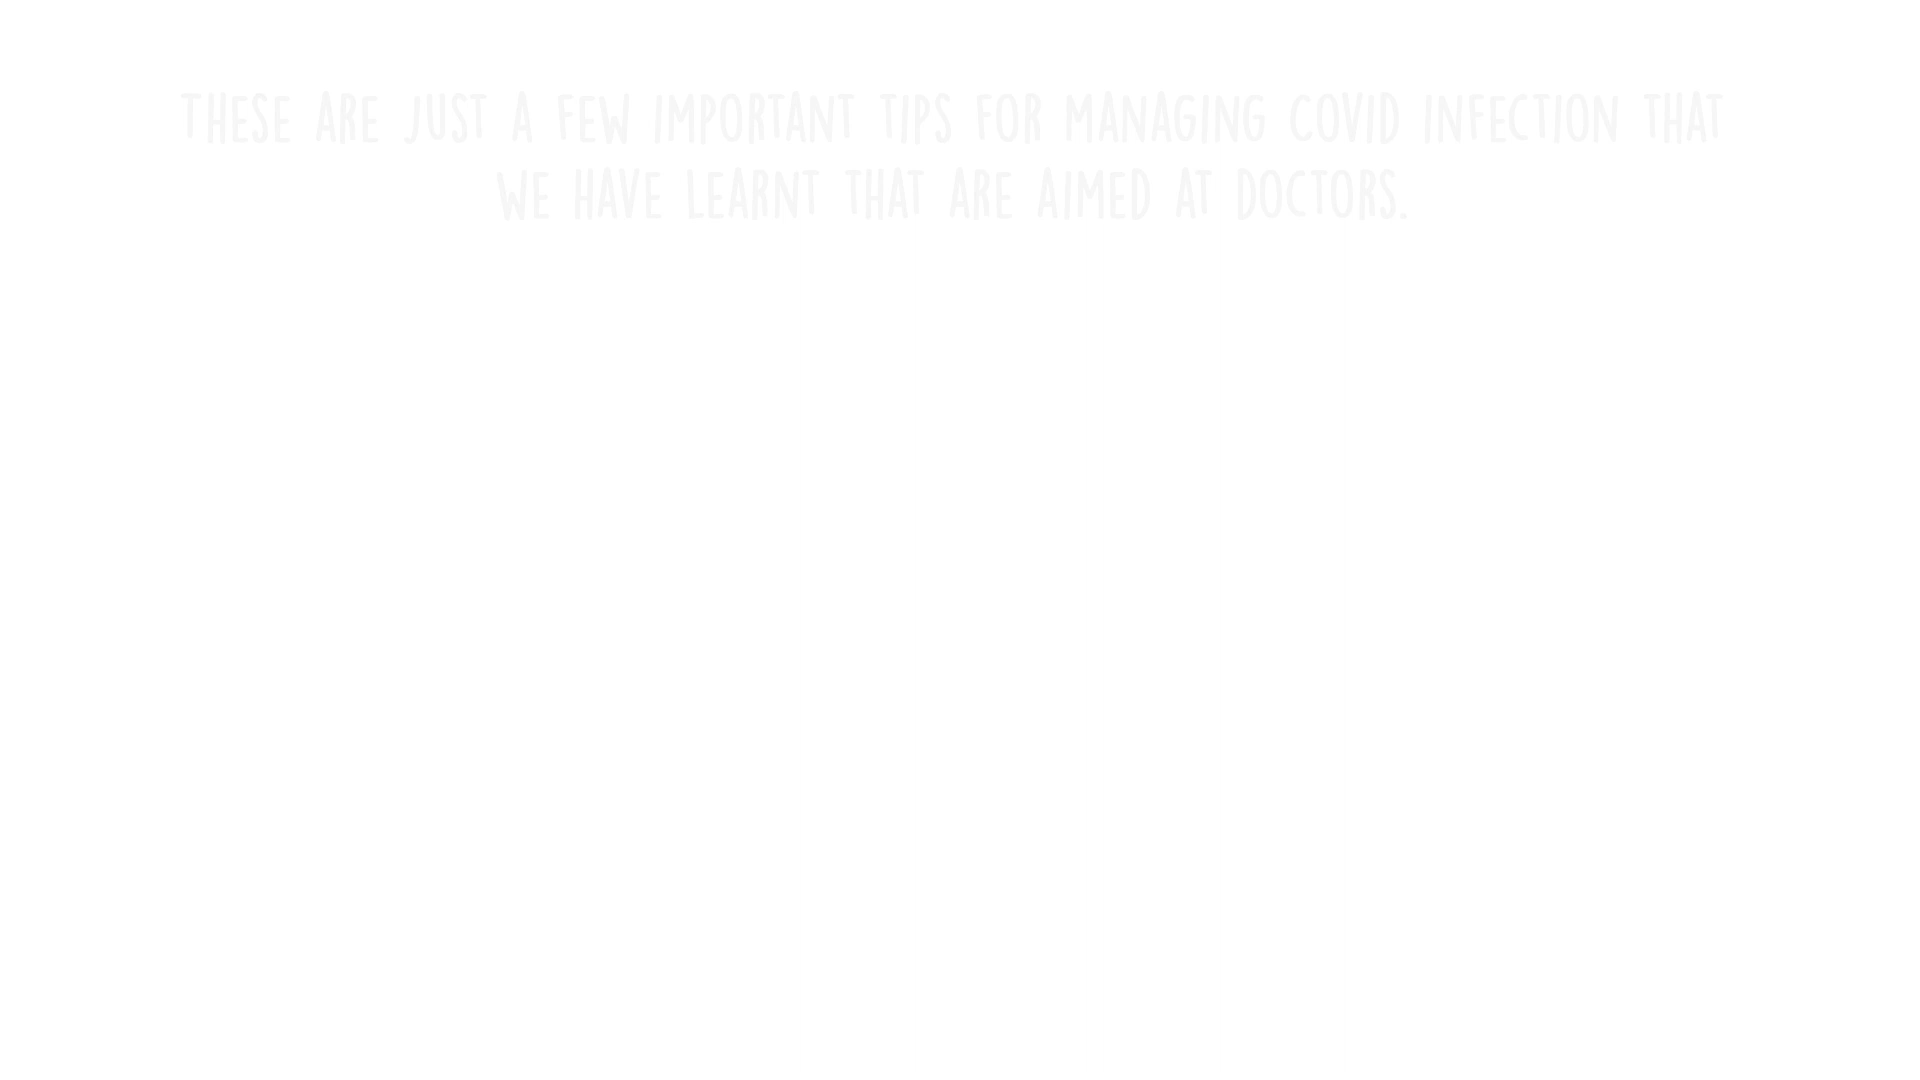 THESE ARE JUST A FEW IMPORTANT TIPS FOR MANAGING COVID INFECTION THAT
WE HAVE LEARNT THAT ARE AIMED AT DOCTORS.